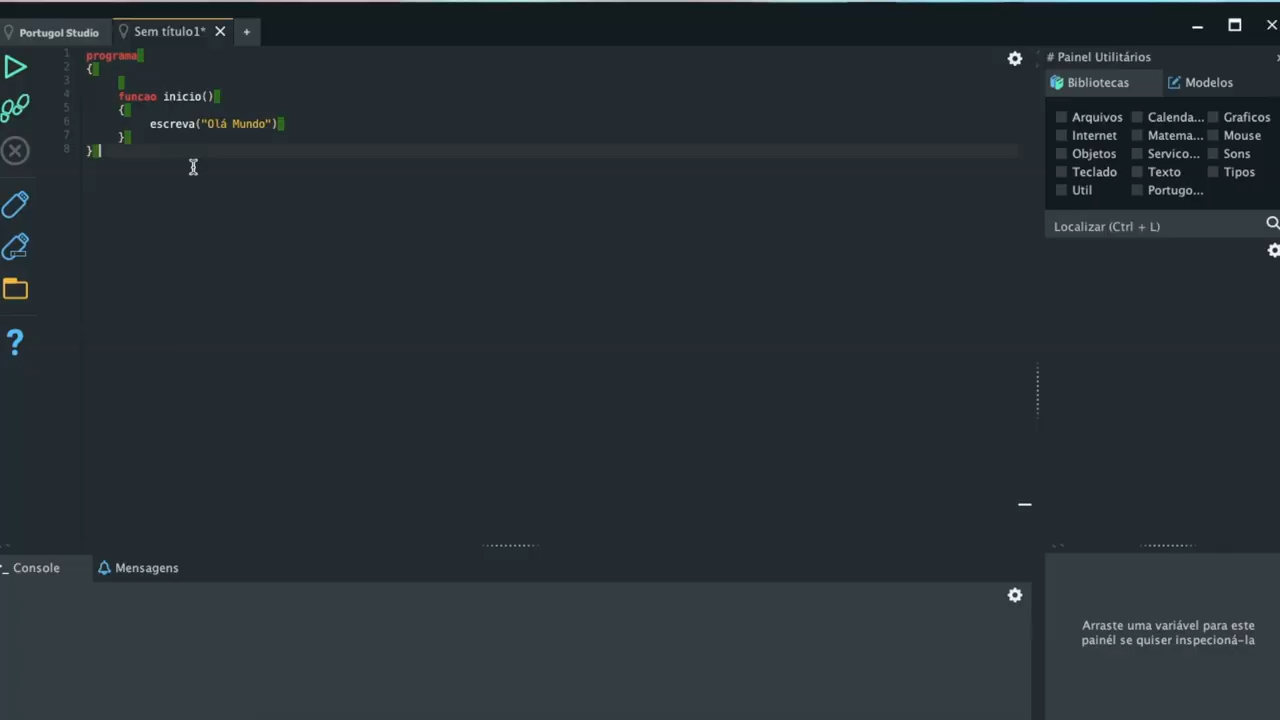 Portugol Studio
Sem título1*
+
1 programa
2 {
3
4 funcao inicio()
5 {
6 escreva("Olá Mundo")
7 }
8 }
?
# Painel Utilitários
Bibliotecas
Modelos
Arquivos Calenda... Graficos
Internet Matema... Mouse
Objetos Servico... Sons
Teclado Texto Tipos
Util Portugo...
Localizar (Ctrl + L)
Console
Mensagens
Arraste uma variável para este
painél se quiser inspecioná-la